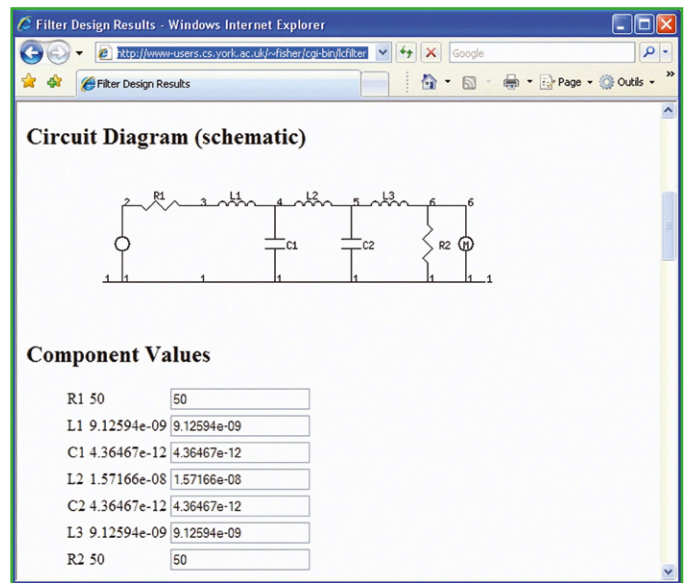 Filter Design Results - Windows Internet Explorer
http://www-users.cs.york.ac.uk/~fisher/cgi-bin/lcfilter
Google
Filter Design Results
Page
Outils
»
Circuit Diagram (schematic)
2 R1 3 L1 4 L2 5 L3 6 6
C1 C2 R2 M
1 1 1 1 1 1 1 1
Component Values
R1 50 50
L1 9.12594e-09 9.12594e-09
C1 4.36467e-12 4.36467e-12
L2 1.57166e-08 1.57166e-08
C2 4.36467e-12 4.36467e-12
L3 9.12594e-09 9.12594e-09
R2 50 50